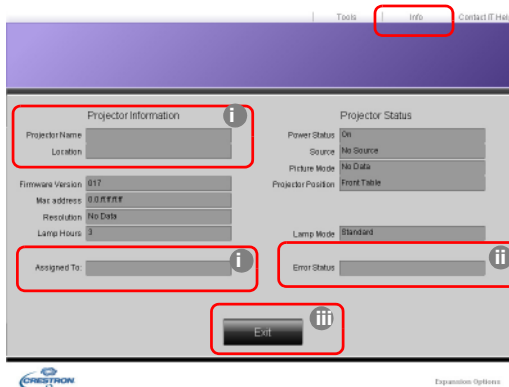 Tools Info Contact IT Hel
Projector Information i
Projector Name
Location
Firmware Version 017
Mac address 0.0.ff.ff.ff.ff
Resolution No Data
Lamp Hours 3
Assigned To: i
Projector Status
Power Status On
Source No Source
Picture Mode No Data
Projector Position Front Table
Lamp Mode Standard
Error Status ii
Exit iii
CRESTRON
Expansion Options